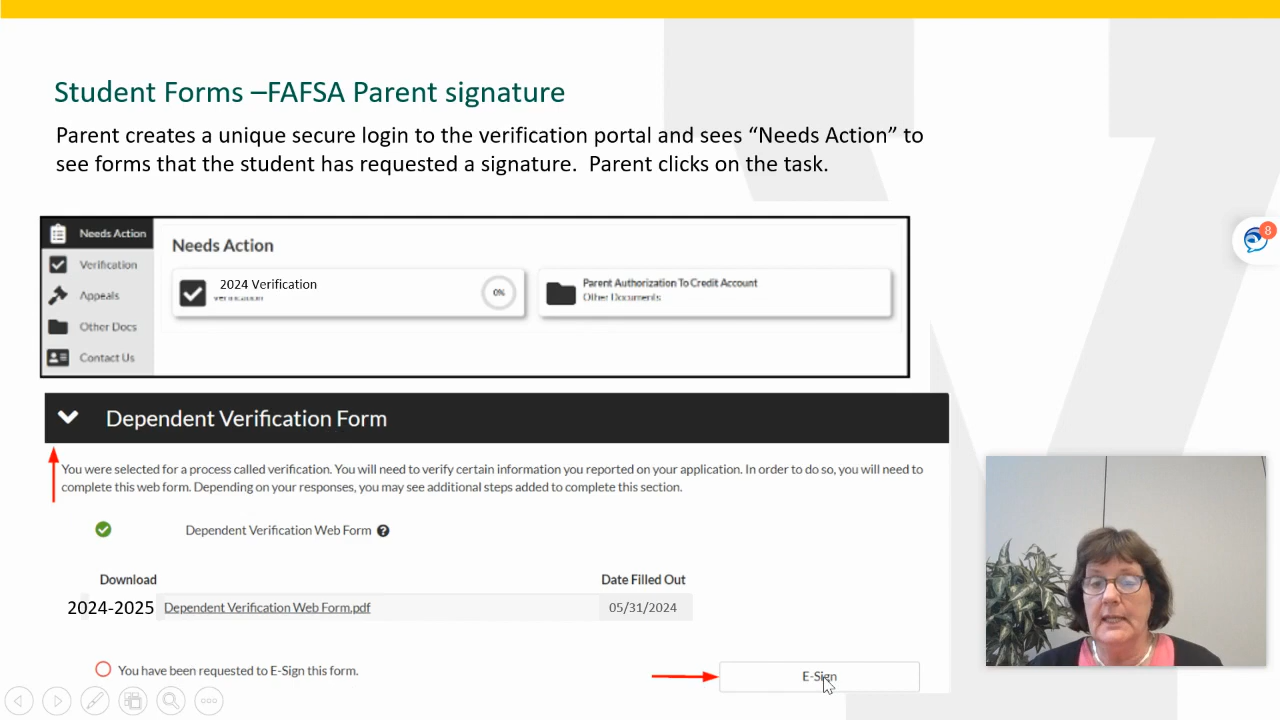 Student Forms –FAFSA Parent signature
Parent creates a unique secure login to the verification portal and sees “Needs Action” to
see forms that the student has requested a signature.  Parent clicks on the task.
Needs Action
Verification
Appeals
Other Docs
Contact Us
Needs Action
2024 Verification
0%
Parent Authorization To Credit Account
Other Documents
8
Dependent Verification Form
You were selected for a process called verification. You will need to verify certain information you reported on your application. In order to do so, you will need to
complete this web form. Depending on your responses, you may see additional steps added to complete this section.
Dependent Verification Web Form ?
Download Date Filled Out
2024-2025 Dependent Verification Web Form.pdf 05/31/2024
You have been requested to E-Sign this form.
E-Sign